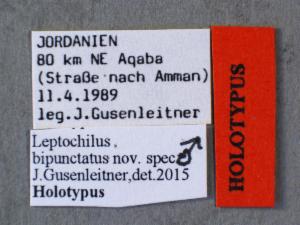 JORDANIEN
80 km NE Aqaba
(Straße nach Amman)
11.4.1989
leg.J.Gusenleitner
Leptochilus
bipunctatus nov. spec. ♂
J.Gusenleitner,det.2015
Holotypus
HOLOTYPUS